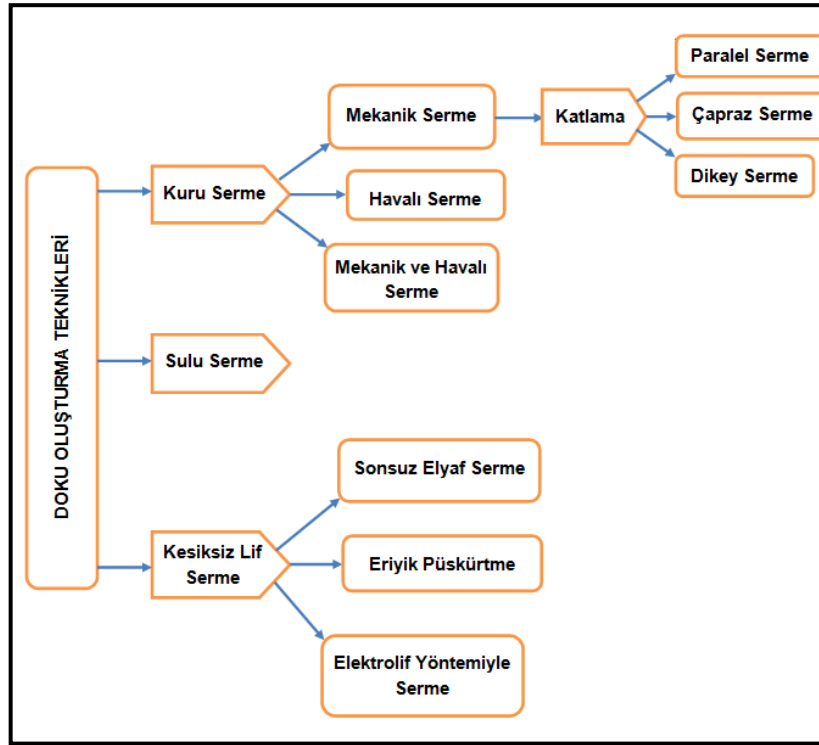 DOKU OLUŞTURMA TEKNİKLERİ
Kuru Serme
Mekanik Serme
Katlama
Paralel Serme
Çapraz Serme
Dikey Serme
Havalı Serme
Mekanik ve Havalı
Serme
Sulu Serme
Kesiksiz Lif
Serme
Sonsuz Elyaf Serme
Eriyik Püskürtme
Elektrolif Yöntemiyle
Serme